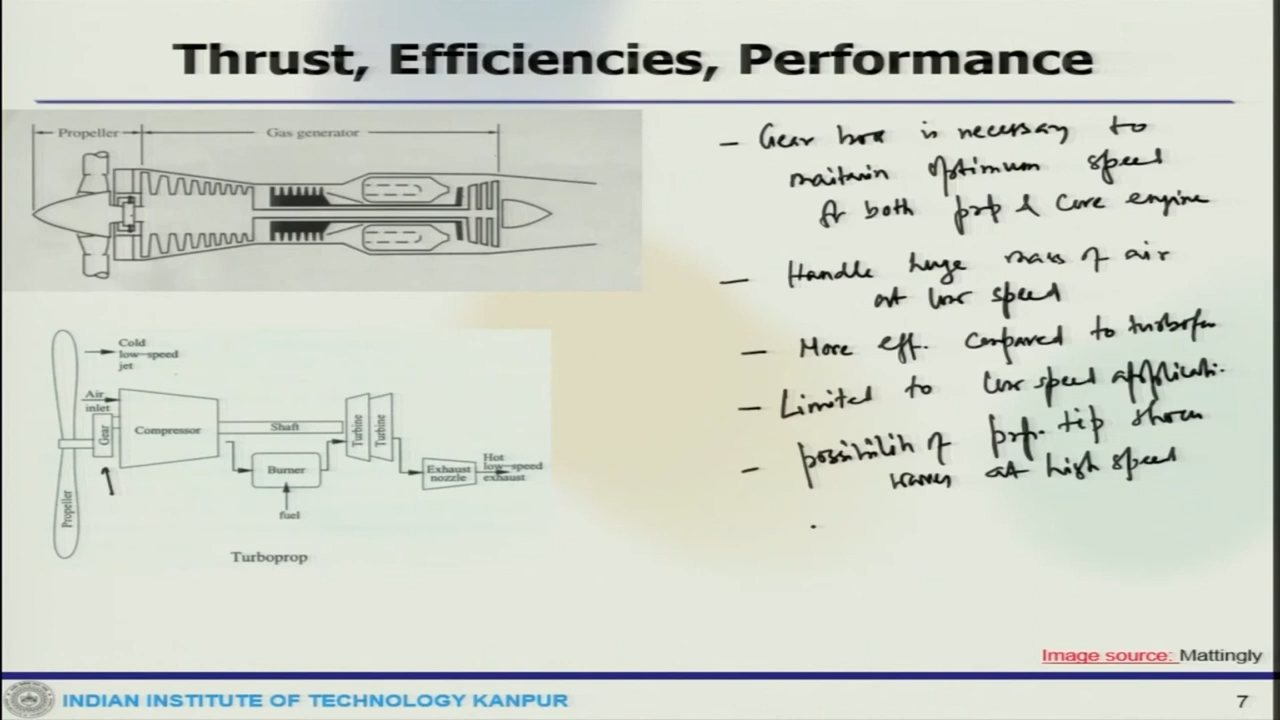 Thrust, Efficiencies, Performance
Propeller
Gas generator
Cold
low-speed
jet
Air
inlet
Gear
Compressor
Shaft
Turbine
Turbine
Burner
Exhaust
nozzle
Hot
low-speed
exhaust
Propeller
fuel
Turboprop
- Gear box is necessary to
maintain optimum speed
for both prop & core engine
- Handle huge mass of air
at low speed
- More eff. compared to turbofan
- Limited to low speed applicati.
- possibility of prop. tip shock
waves at high speed
Image source: Mattingly
INDIAN INSTITUTE OF TECHNOLOGY KANPUR
7